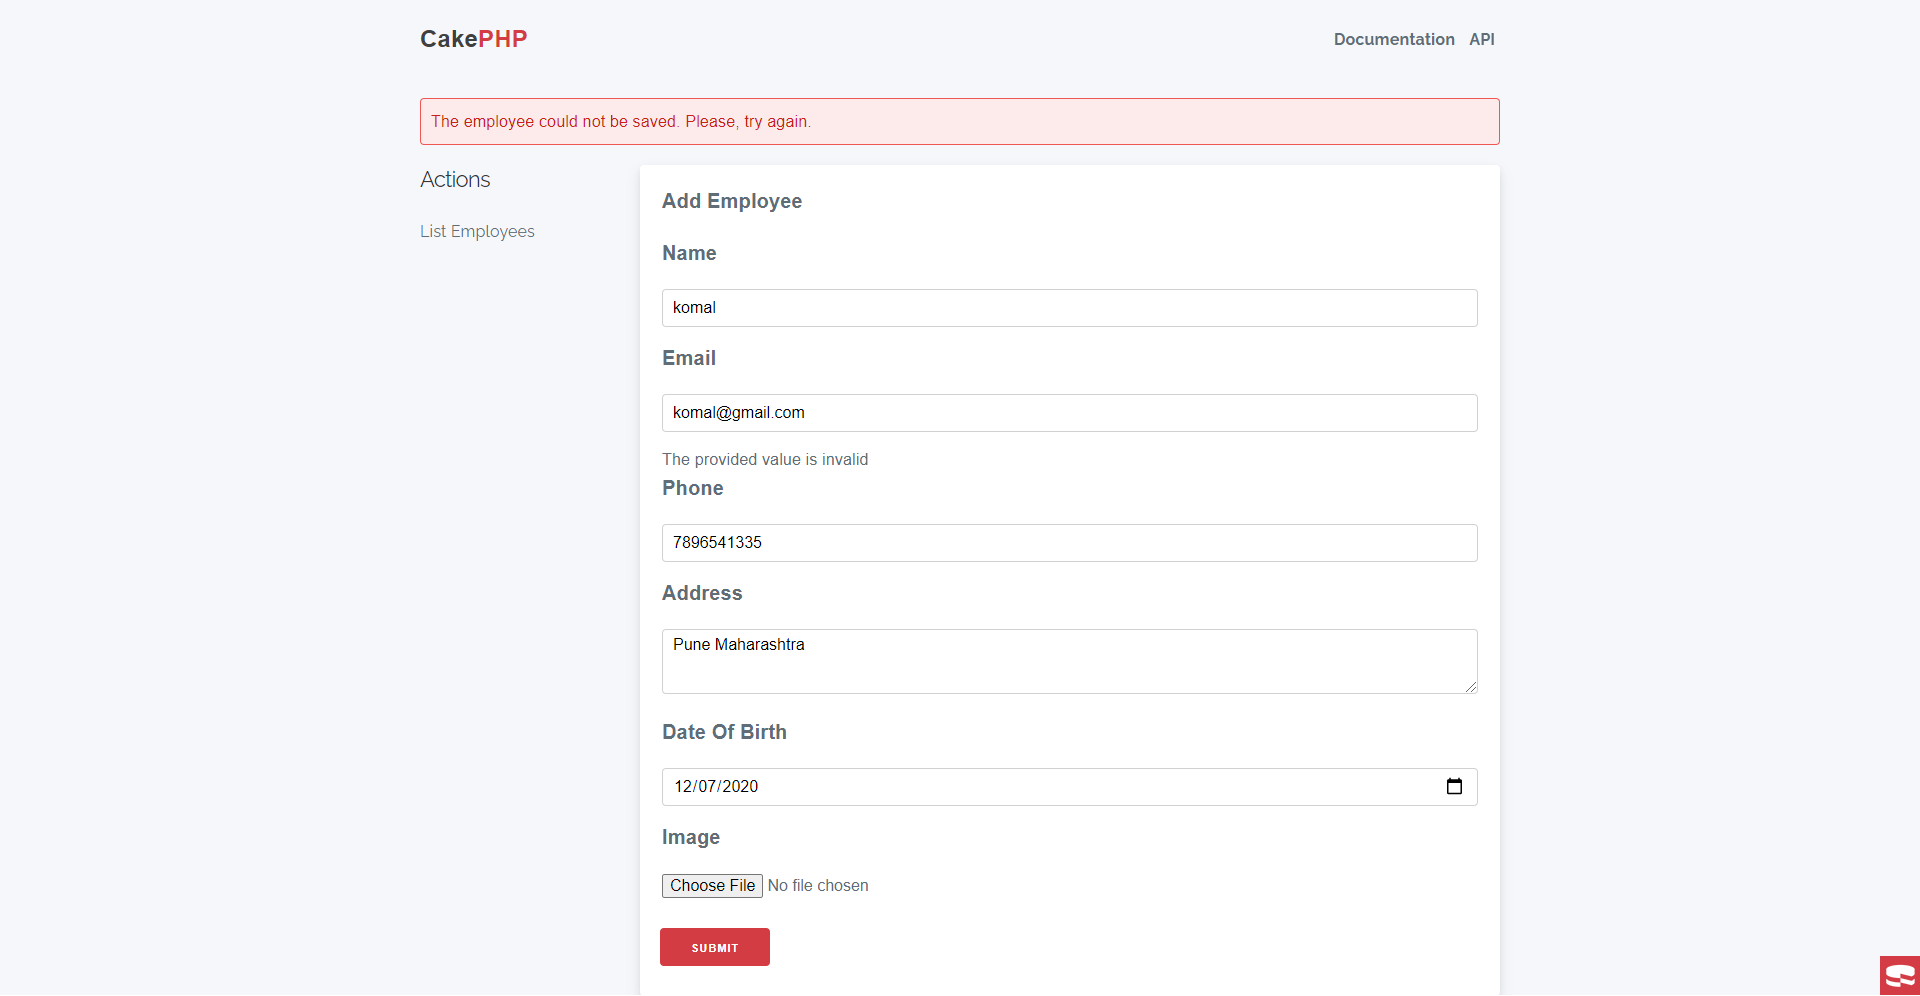 CakePHP
Documentation API
The employee could not be saved. Please, try again.
Actions
List Employees
Add Employee
Name
komal
Email
komal@gmail.com
The provided value is invalid
Phone
7896541335
Address
Pune Maharashtra
Date Of Birth
12/07/2020
Image
Choose File No file chosen
SUBMIT